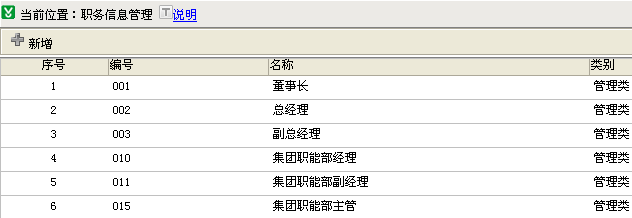 当前位置：职务信息管理 T说明
新增
序号 编号 名称 类别
1 001 董事长 管理类
2 002 总经理 管理类
3 003 副总经理 管理类
4 010 集团职能部经理 管理类
5 011 集团职能部副经理 管理类
6 015 集团职能部主管 管理类